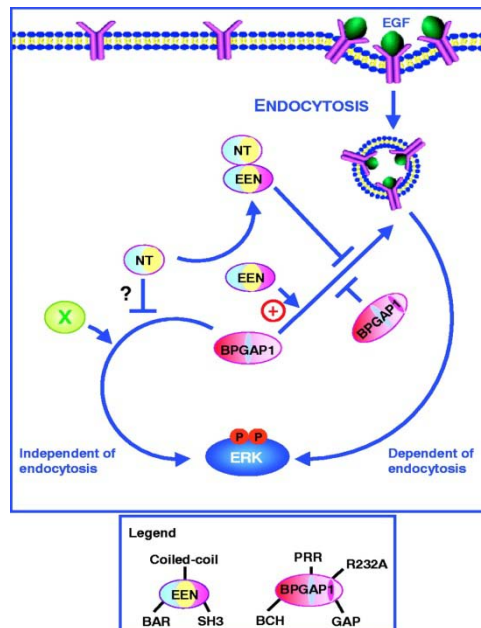 EGF
ENDOCYTOSIS
NT
EEN
NT
EEN
?
X
+
BPGAP1
BPGAP1
P P
ERK
Independent of
endocytosis
Dependent of
endocytosis
Legend
Coiled-coil
EEN
BAR
SH3
PRR
R232A
BPGAP1
BCH
GAP